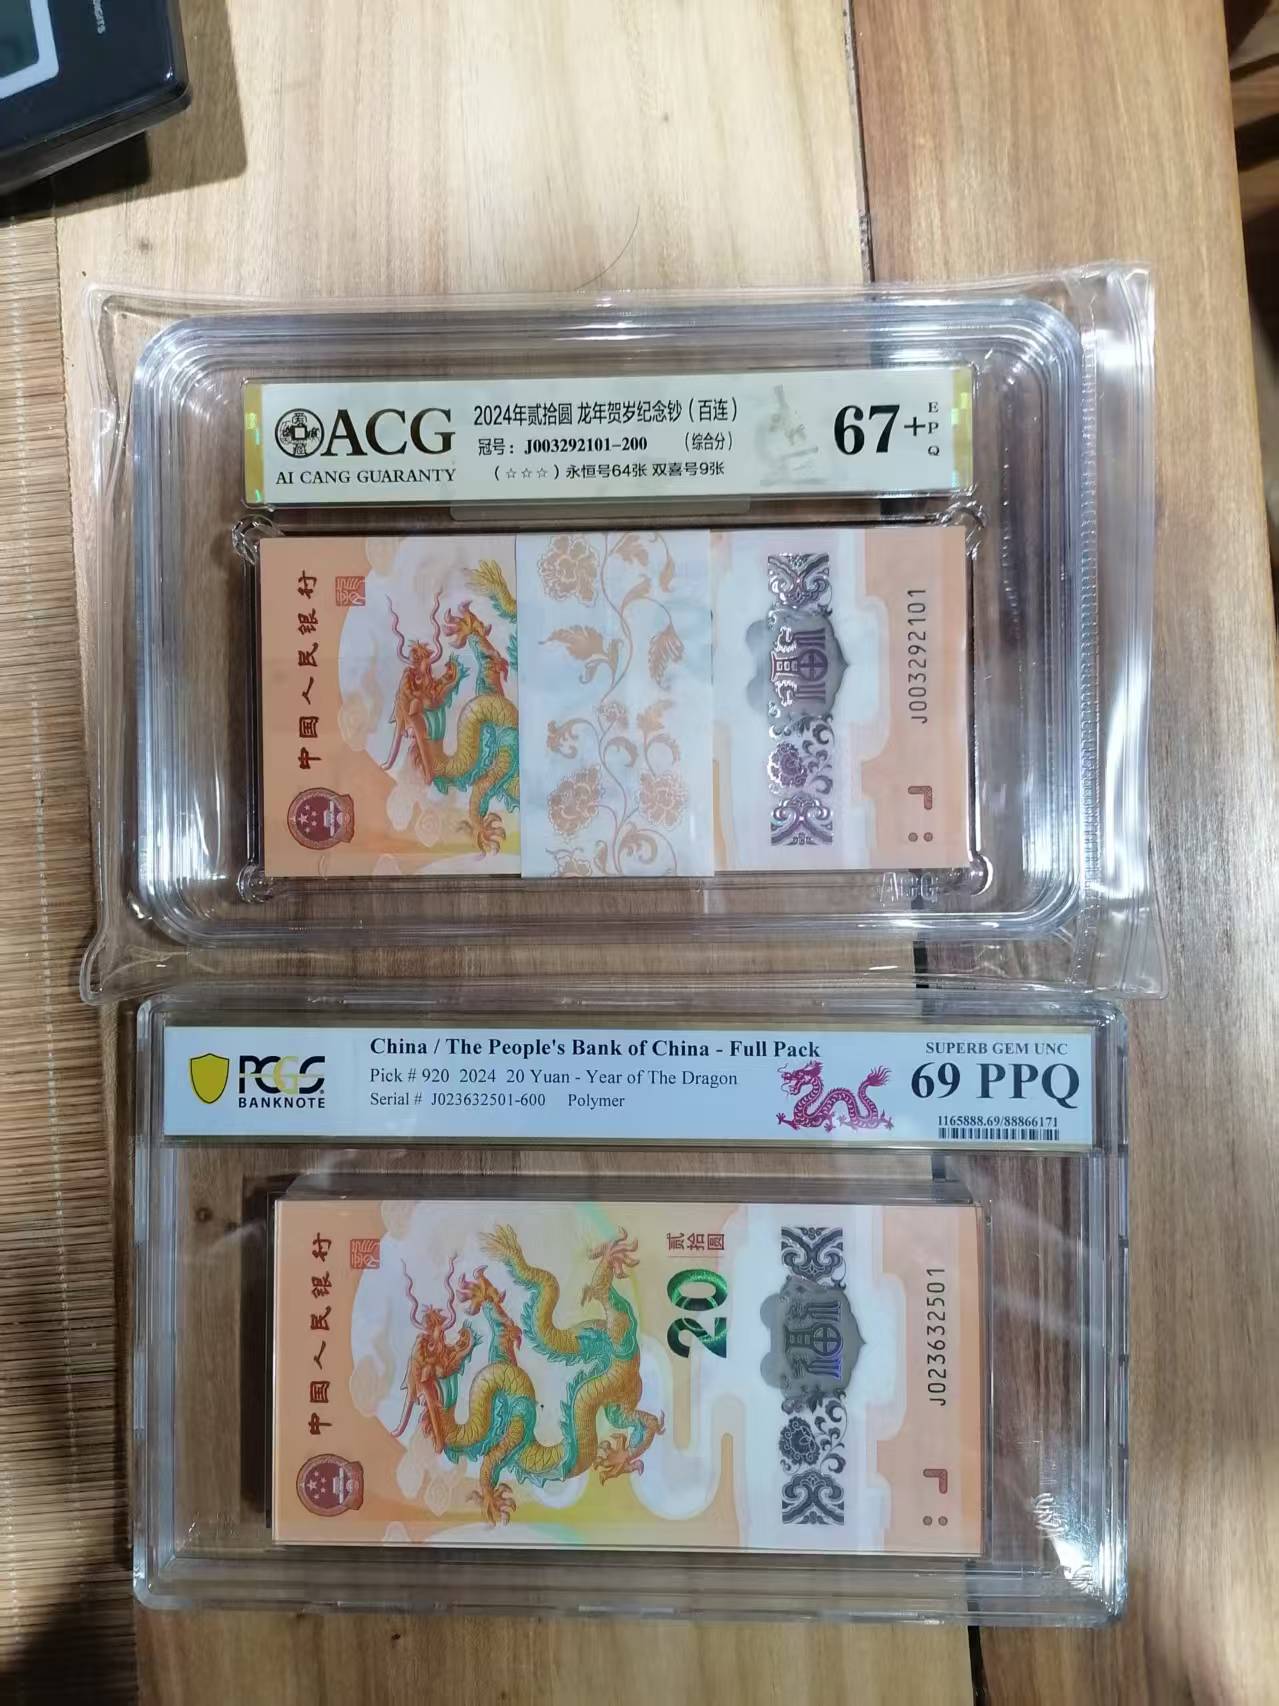 ACG
AI CANG GUARANTY
2024年贰拾圆 龙年贺岁纪念钞（百连）
冠号：J003292101-200 （综合分）
（☆☆☆）永恒号64张 双喜号9张
67+
EPQ
中国人民银行
福
J003292101
ACG
PCGS
BANKNOTE
China / The People's Bank of China - Full Pack
Pick # 920 2024 20 Yuan - Year of The Dragon
Serial # J023632501-600 Polymer
SUPERB GEM UNC
69 PPQ
1165888.69/88866171
中国人民银行
贰拾圆
20
福
J023632501